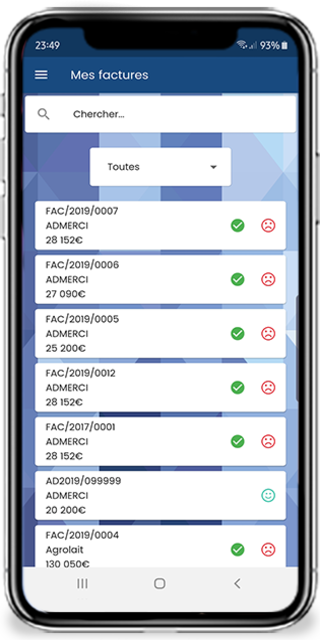 23:49 93%
Mes factures
Chercher...
Toutes
FAC/2019/0007
ADMERCI
28 152€
FAC/2019/0006
ADMERCI
27 090€
FAC/2019/0005
ADMERCI
25 200€
FAC/2019/0012
ADMERCI
28 152€
FAC/2017/0001
ADMERCI
28 152€
AD2019/099999
ADMERCI
20 200€
FAC/2019/0004
Agrolait
130 050€